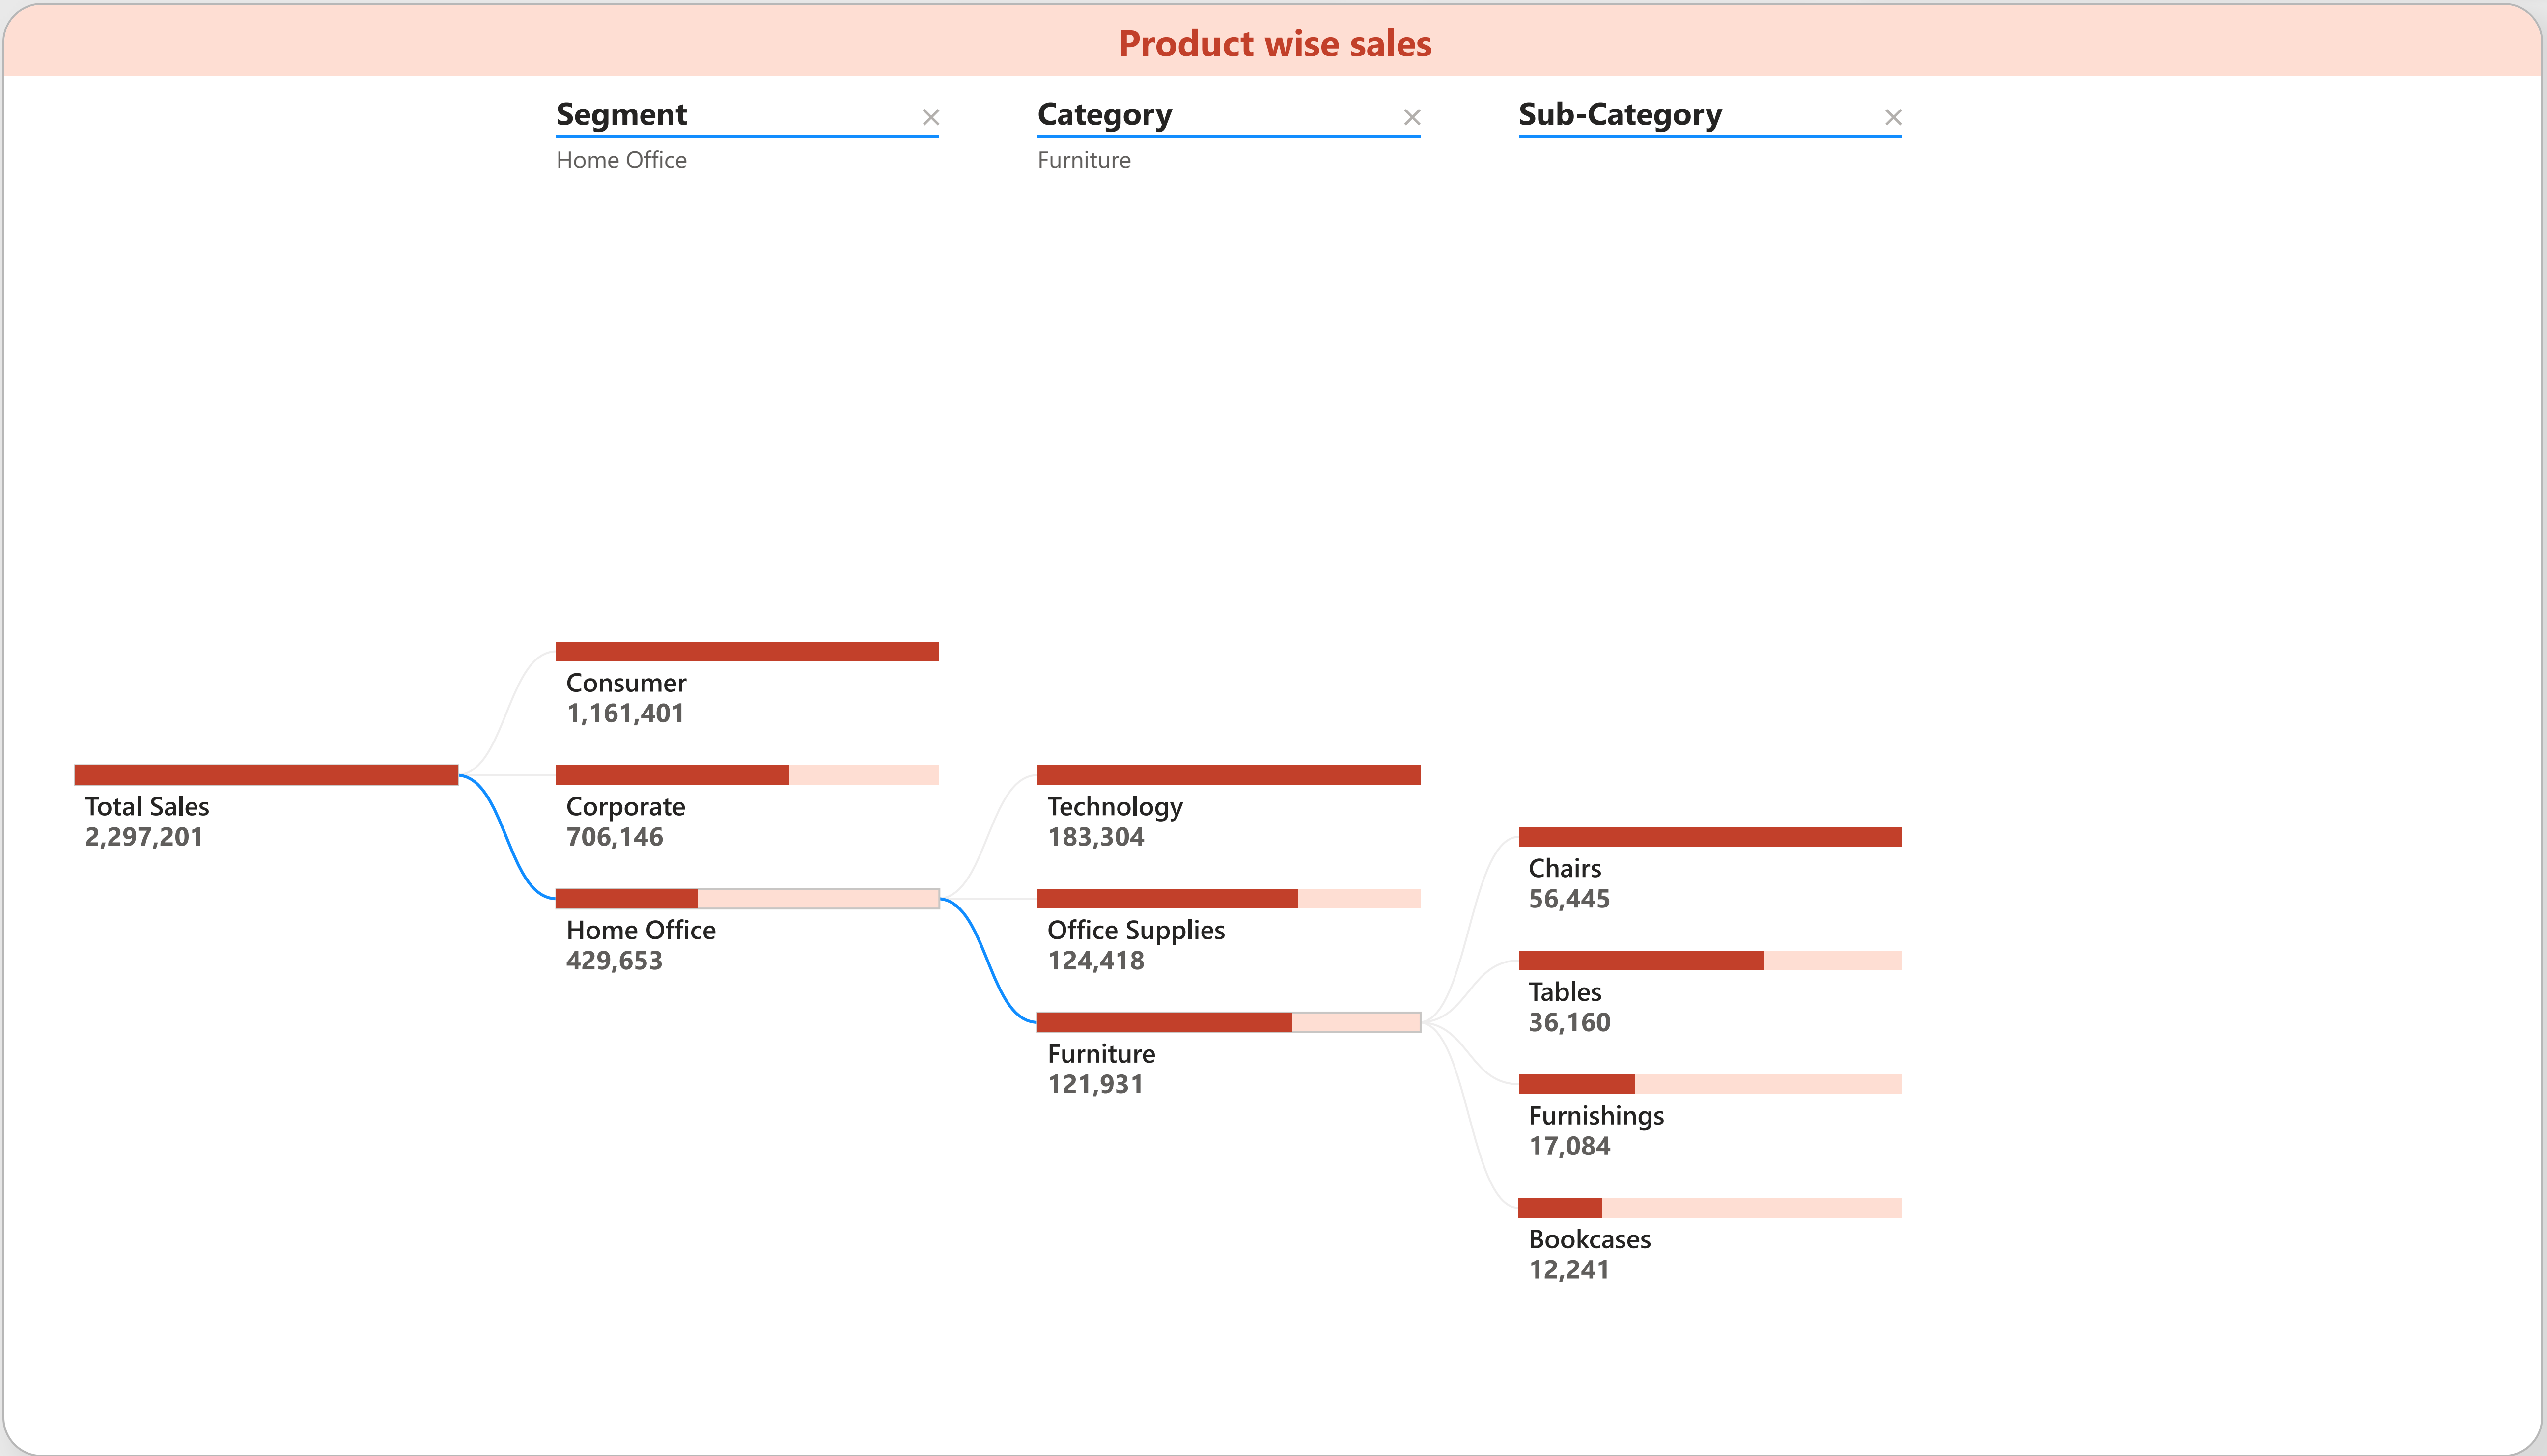 Product wise sales
Segment
Home Office
Category
Furniture
Sub-Category
Total Sales
2,297,201
Consumer
1,161,401
Corporate
706,146
Home Office
429,653
Technology
183,304
Office Supplies
124,418
Furniture
121,931
Chairs
56,445
Tables
36,160
Furnishings
17,084
Bookcases
12,241